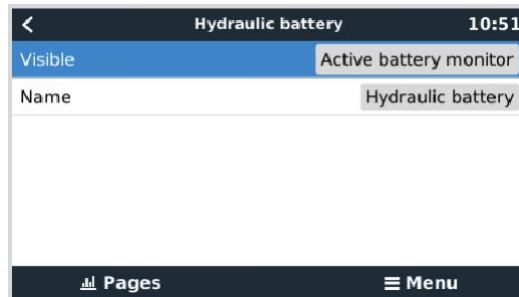 Hydraulic battery 10:51
Visible Active battery monitor
Name Hydraulic battery
Pages Menu